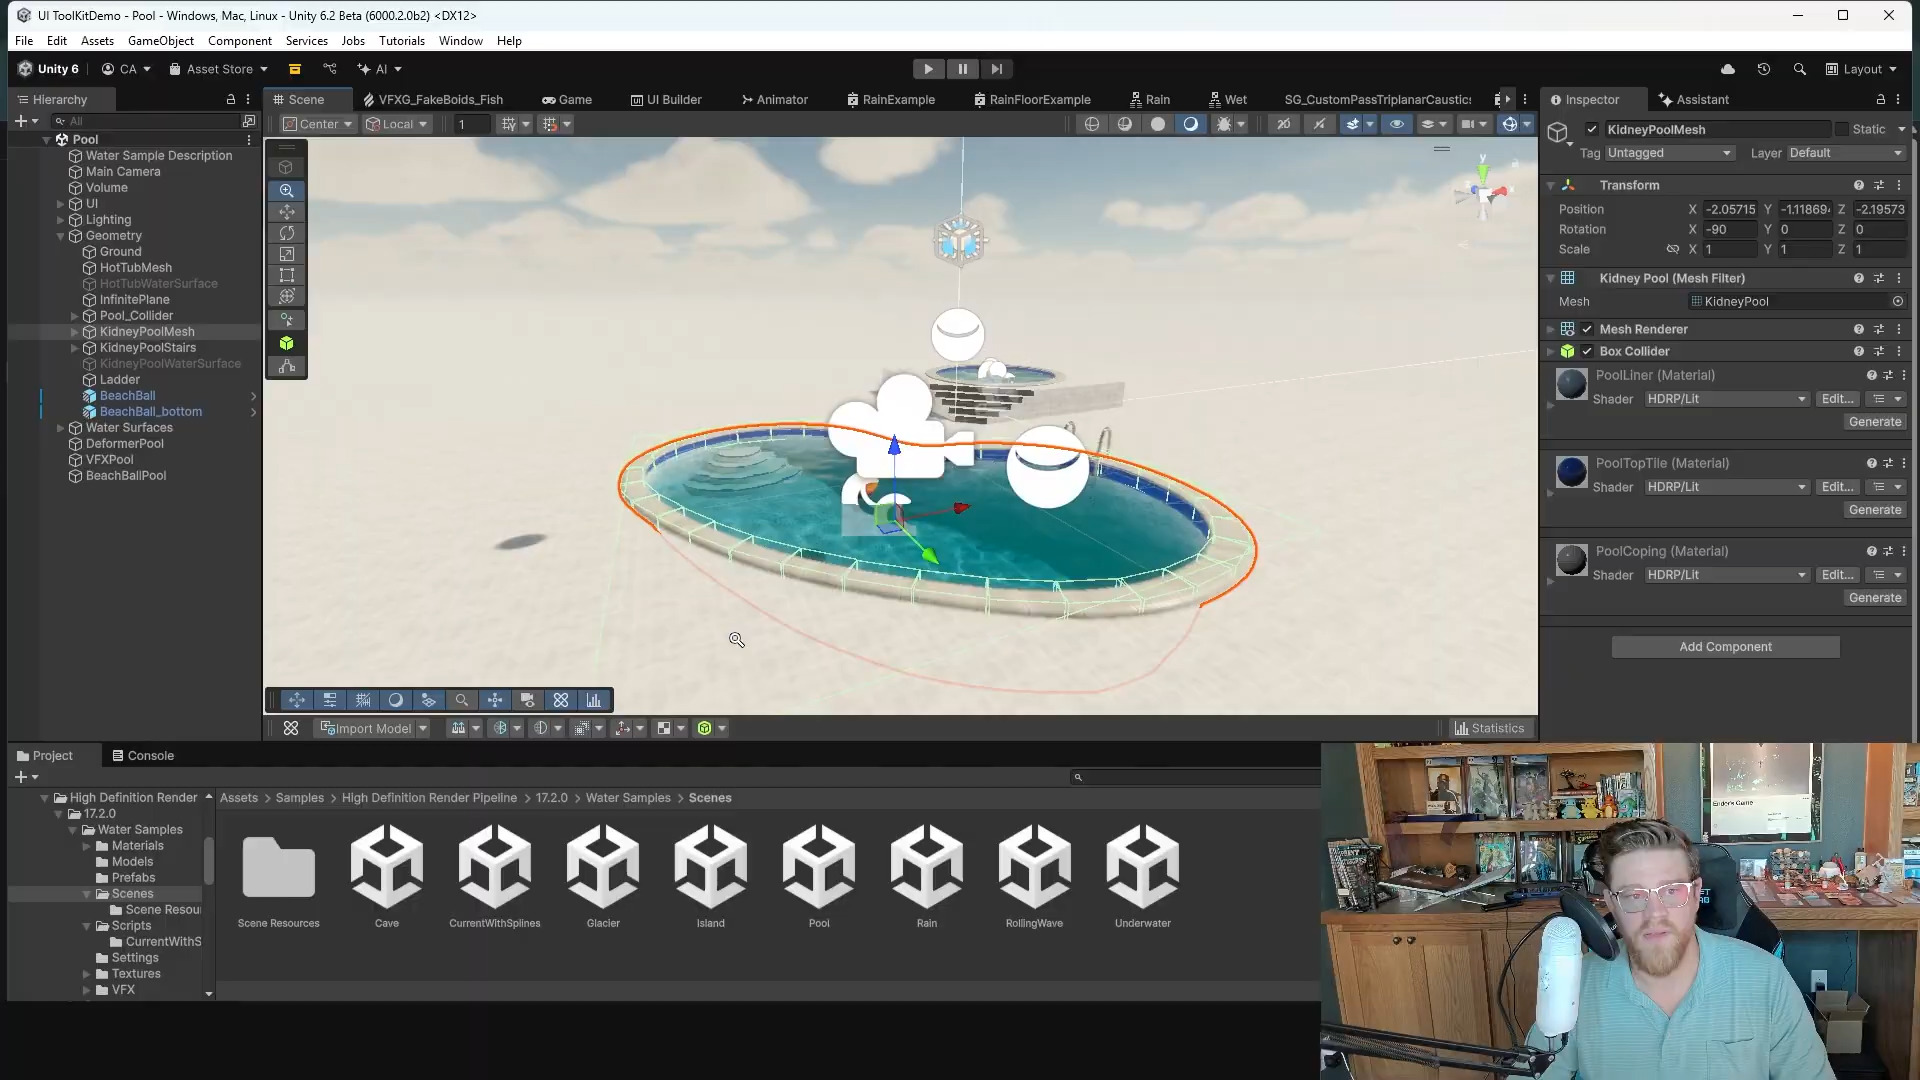 UI ToolKitDemo - Pool - Windows, Mac, Linux - Unity 6.2 Beta (6000.2.0b2) <DX12>
File Edit Assets GameObject Component Services Jobs Tutorials Window Help
Unity 6 CA Asset Store AI Layout
Hierarchy Scene VFXG_FakeBoids_Fish Game UI Builder Animator RainExample RainFloorExample Rain Wet SG_CustomPassTriplanarCaustics Inspector Assistant
All Center Local 1
Pool
Water Sample Description
Main Camera
Volume
UI
Lighting
Geometry
Ground
HotTubMesh
HotTubWaterSurface
InfinitePlane
Pool_Collider
KidneyPoolMesh
KidneyPoolStairs
KidneyPoolWaterSurface
Ladder
BeachBall
BeachBall_bottom
Water Surfaces
DeformerPool
VFXPool
BeachBallPool
y
KidneyPoolMesh Static
Tag Untagged Layer Default
Transform
Position X -2.05715 Y -1.11869 Z -2.19573
Rotation X -90 Y 0 Z 0
Scale X 1 Y 1 Z 1
Kidney Pool (Mesh Filter)
Mesh KidneyPool
Mesh Renderer
Box Collider
PoolLiner (Material)
Shader HDRP/Lit Edit...
Generate
PoolTopTile (Material)
Shader HDRP/Lit Edit...
Generate
PoolCoping (Material)
Shader HDRP/Lit Edit...
Generate
Add Component
Import Model Statistics
Project Console
High Definition Render
17.2.0
Water Samples
Materials
Models
Prefabs
Scenes
Scene Resou
Scripts
CurrentWithS
Settings
Textures
VFX
Assets > Samples > High Definition Render Pipeline > 17.2.0 > Water Samples > Scenes
Scene Resources Cave CurrentWithSplines Glacier Island Pool Rain RollingWave Underwater
Ender's Game